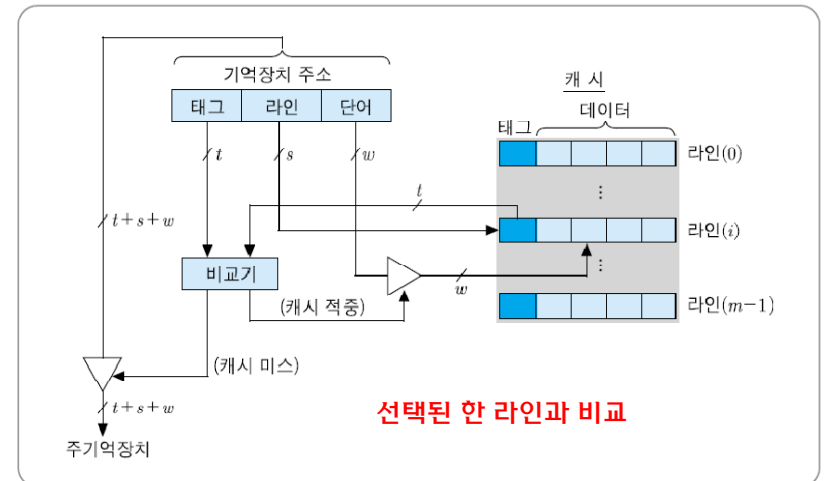 기억장치 주소
태그 라인 단어
t s w
t+s+w
비교기
(캐시 적중)
(캐시 미스)
t+s+w
주기억장치
캐 시
데이터
태그
라인(0)
⋮
t
라인(i)
⋮
w
라인(m−1)
선택된 한 라인과 비교